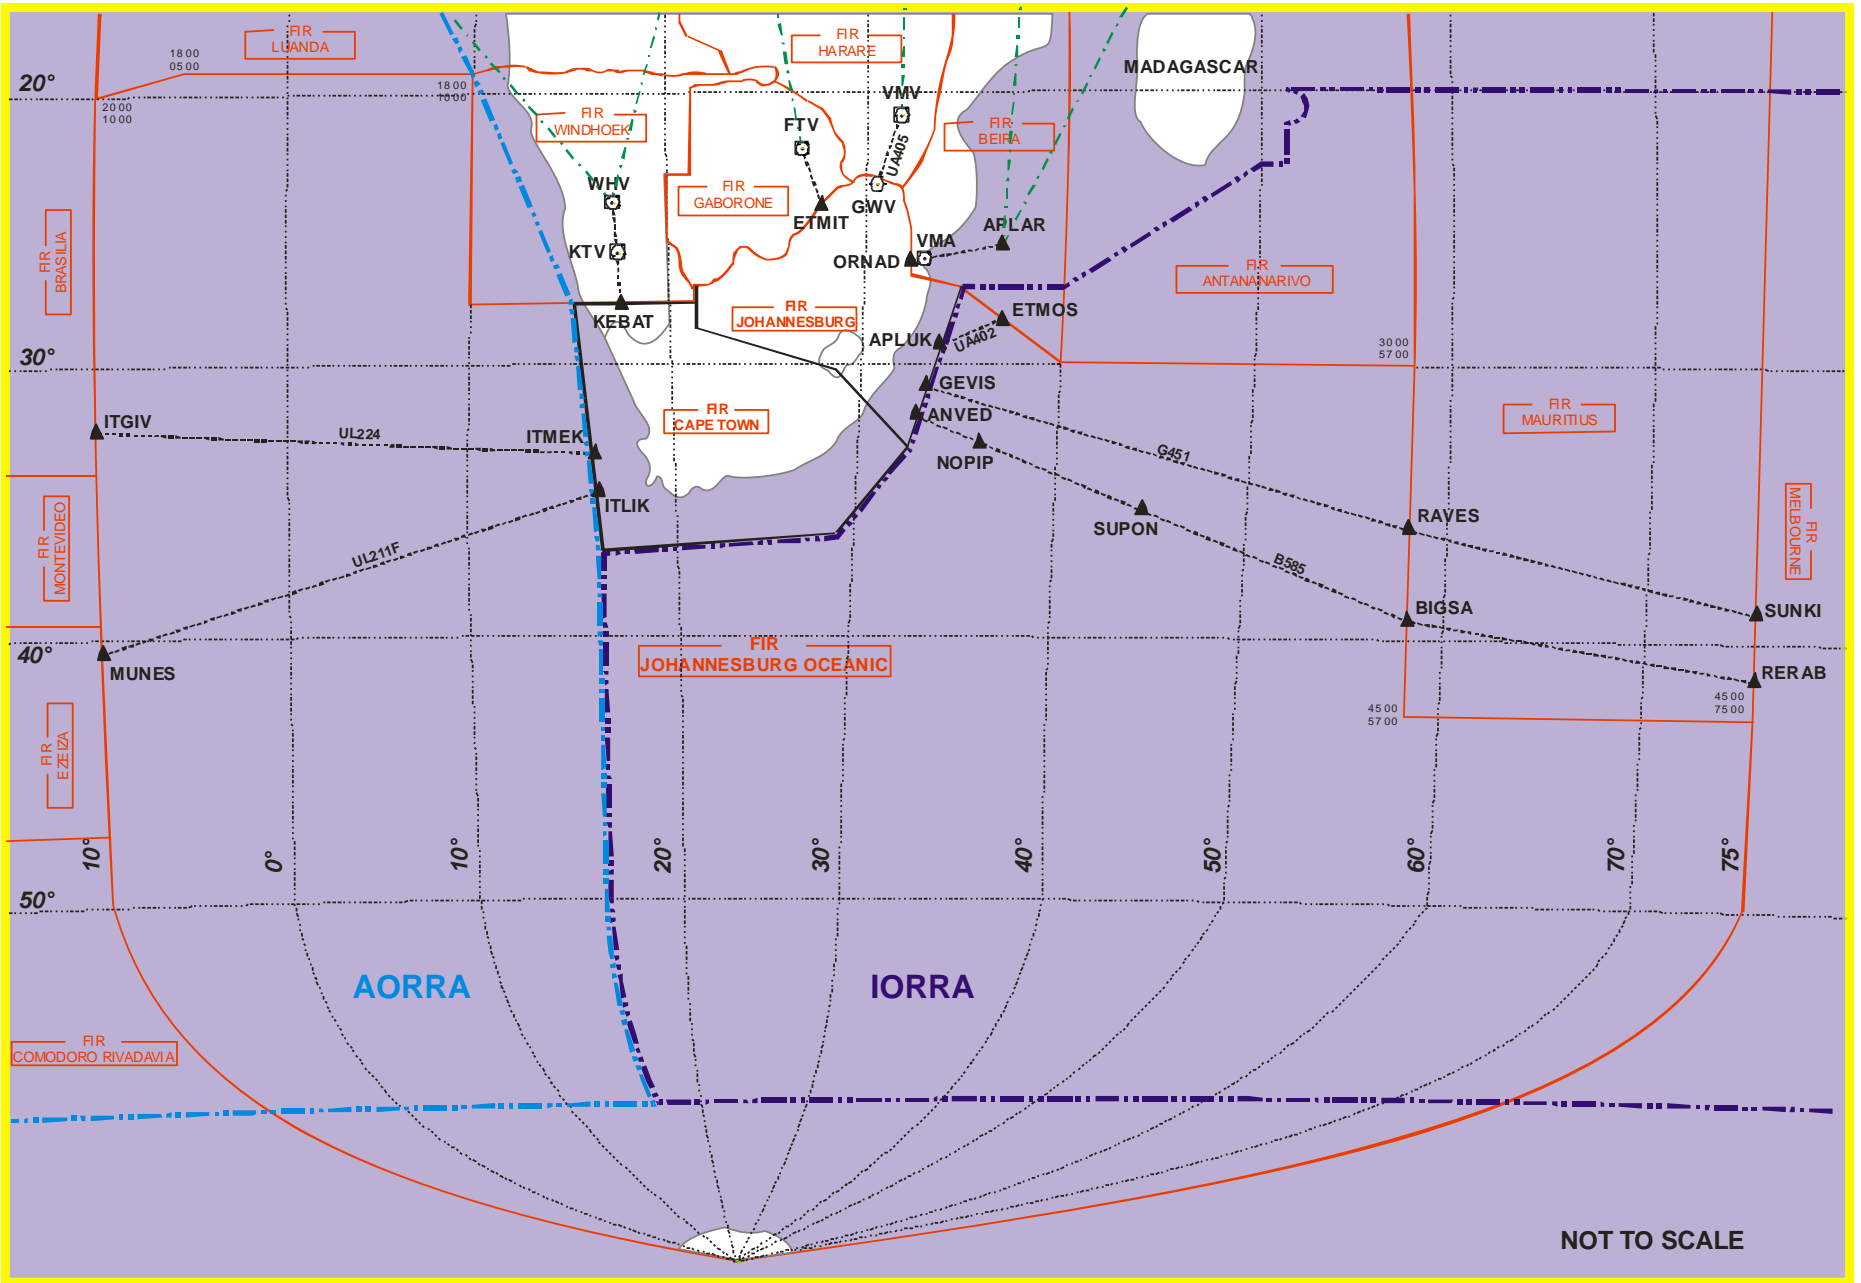 FIR
LUANDA
FIR
HARARE
MADAGASCAR
18 00
05 00
20°
20 00
10 00
18 00
10 00
FIR
WINDHOEK
FTV
VMV
UA405
FIR
BEIRA
WHV
FIR
GABORONE
ETMIT
GWV
APLAR
KTV
ORNAD
VMA
FIR
BRASILIA
FIR
ANTANANARIVO
KEBAT
FIR
JOHANNESBURG
ETMOS
APLUK
UA402
30°
30 00
57 00
GEVIS
ANVED
FIR
CAPE TOWN
FIR
MAURITIUS
ITGIV
UL224
ITMEK
NOPIP
G451
ITLIK
SUPON
RAVES
FIR
MONTEVIDEO
FIR
MELBOURNE
UL211F
B585
BIGSA
SUNKI
40°
MUNES
FIR
JOHANNESBURG OCEANIC
RERAB
45 00
57 00
45 00
75 00
FIR
EZEIZA
10°
0°
10°
20°
30°
40°
50°
60°
70°
75°
50°
AORRA
IORRA
FIR
COMODORO RIVADAVIA
NOT TO SCALE